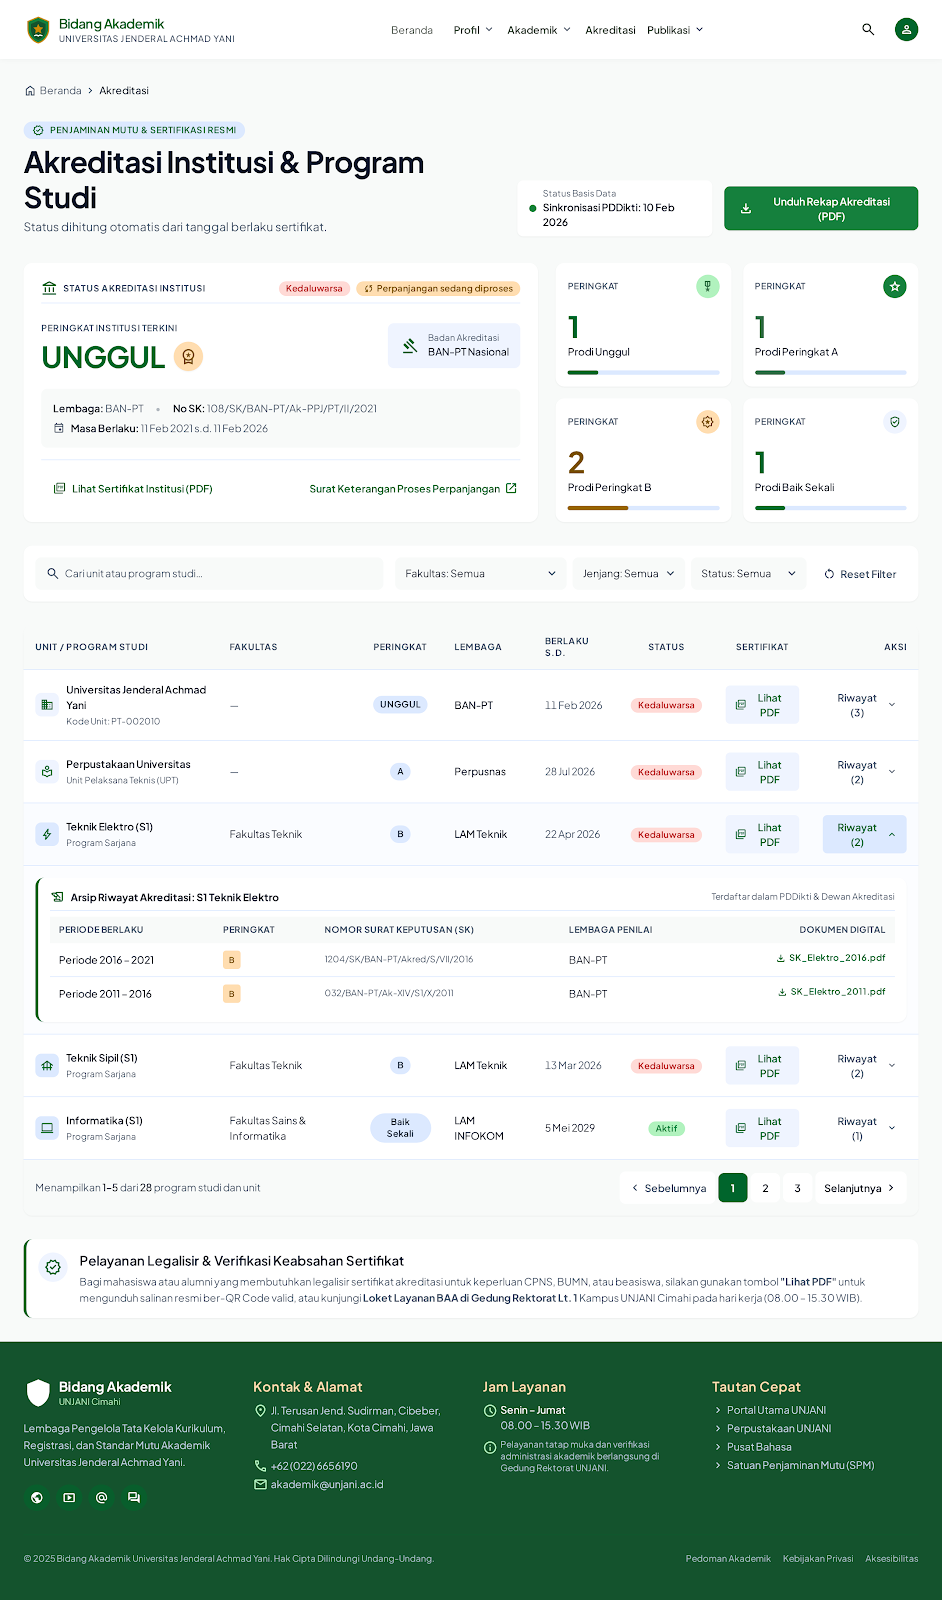 Bidang Akademik
UNIVERSITAS JENDERAL ACHMAD YANI
Beranda
Profil
Akademik
Akreditasi
Publikasi
Beranda
Akreditasi
PENJAMINAN MUTU & SERTIFIKASI RESMI
Akreditasi Institusi & Program
Studi
Status dihitung otomatis dari tanggal berlaku sertifikat.
Status Basis Data
Sinkronisasi PDDikti: 10 Feb
2026
Unduh Rekap Akreditasi
(PDF)
STATUS AKREDITASI INSTITUSI
Kedaluwarsa
Perpanjangan sedang diproses
PERINGKAT INSTITUSI TERKINI
UNGGUL
Badan Akreditasi
BAN-PT Nasional
Lembaga: BAN-PT • No SK: 108/SK/BAN-PT/Ak-PPJ/PT/II/2021
Masa Berlaku: 11 Feb 2021 s.d. 11 Feb 2026
Lihat Sertifikat Institusi (PDF)
Surat Keterangan Proses Perpanjangan
PERINGKAT
1
Prodi Unggul
PERINGKAT
1
Prodi Peringkat A
PERINGKAT
2
Prodi Peringkat B
PERINGKAT
1
Prodi Baik Sekali
Cari unit atau program studi...
Fakultas: Semua
Jenjang: Semua
Status: Semua
Reset Filter
UNIT / PROGRAM STUDI
FAKULTAS
PERINGKAT
LEMBAGA
BERLAKU
S.D.
STATUS
SERTIFIKAT
AKSI
Universitas Jenderal Achmad
Yani
Kode Unit: PT-002010
—
UNGGUL
BAN-PT
11 Feb 2026
Kedaluwarsa
Lihat
PDF
Riwayat
(3)
Perpustakaan Universitas
Unit Pelaksana Teknis (UPT)
—
A
Perpusnas
28 Jul 2026
Kedaluwarsa
Lihat
PDF
Riwayat
(2)
Teknik Elektro (S1)
Program Sarjana
Fakultas Teknik
B
LAM Teknik
22 Apr 2026
Kedaluwarsa
Lihat
PDF
Riwayat
(2)
Arsip Riwayat Akreditasi: S1 Teknik Elektro
Terdaftar dalam PDDikti & Dewan Akreditasi
PERIODE BERLAKU
PERINGKAT
NOMOR SURAT KEPUTUSAN (SK)
LEMBAGA PENILAI
DOKUMEN DIGITAL
Periode 2016 – 2021
B
1204/SK/BAN-PT/Akred/S/VII/2016
BAN-PT
SK_Elektro_2016.pdf
Periode 2011 – 2016
B
032/BAN-PT/Ak-XIV/S1/X/2011
BAN-PT
SK_Elektro_2011.pdf
Teknik Sipil (S1)
Program Sarjana
Fakultas Teknik
B
LAM Teknik
13 Mar 2026
Kedaluwarsa
Lihat
PDF
Riwayat
(2)
Informatika (S1)
Program Sarjana
Fakultas Sains &
Informatika
Baik
Sekali
LAM
INFOKOM
5 Mei 2029
Aktif
Lihat
PDF
Riwayat
(1)
Menampilkan 1–5 dari 28 program studi dan unit
Sebelumnya
1
2
3
Selanjutnya
Pelayanan Legalisir & Verifikasi Keabsahan Sertifikat
Bagi mahasiswa atau alumni yang membutuhkan legalisir sertifikat akreditasi untuk keperluan CPNS, BUMN, atau beasiswa, silakan gunakan tombol "Lihat PDF" untuk
mengunduh salinan resmi ber-QR Code valid, atau kunjungi Loket Layanan BAA di Gedung Rektorat Lt. 1 Kampus UNJANI Cimahi pada hari kerja (08.00 – 15.30 WIB).
Bidang Akademik
UNJANI Cimahi
Lembaga Pengelola Tata Kelola Kurikulum,
Registrasi, dan Standar Mutu Akademik
Universitas Jenderal Achmad Yani.
Kontak & Alamat
Jl. Terusan Jend. Sudirman, Cibeber,
Cimahi Selatan, Kota Cimahi, Jawa
Barat
+62 (022) 6656190
akademik@unjani.ac.id
Jam Layanan
Senin – Jumat
08.00 – 15.30 WIB
Pelayanan tatap muka dan verifikasi
administrasi akademik berlangsung di
Gedung Rektorat UNJANI.
Tautan Cepat
Portal Utama UNJANI
Perpustakaan UNJANI
Pusat Bahasa
Satuan Penjaminan Mutu (SPM)
© 2025 Bidang Akademik Universitas Jenderal Achmad Yani. Hak Cipta Dilindungi Undang-Undang.
Pedoman Akademik
Kebijakan Privasi
Aksesibilitas